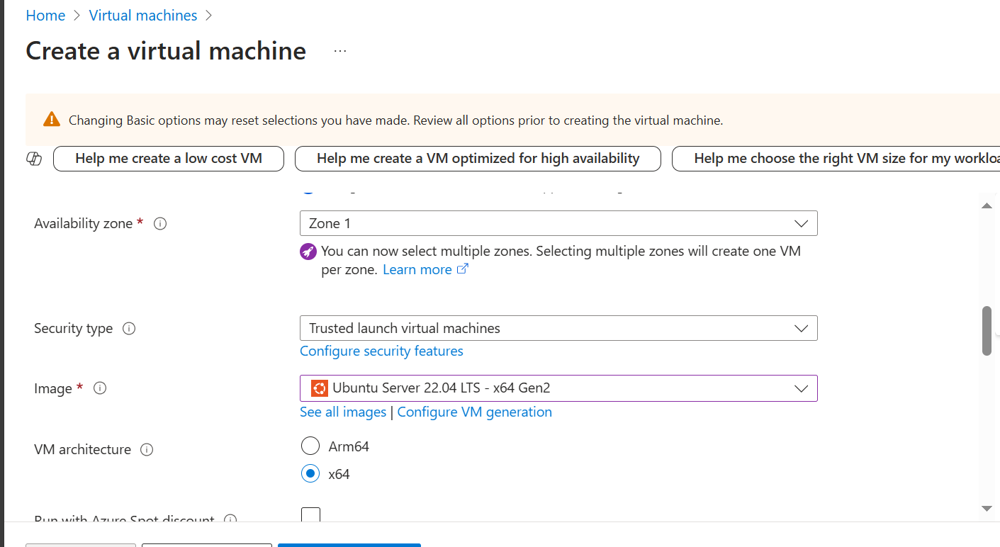 Home > Virtual machines >
Create a virtual machine ...
Changing Basic options may reset selections you have made. Review all options prior to creating the virtual machine.
Help me create a low cost VM
Help me create a VM optimized for high availability
Help me choose the right VM size for my
Availability zone *
Zone 1
You can now select multiple zones. Selecting multiple zones will create one VM
per zone. Learn more
Security type
Trusted launch virtual machines
Configure security features
Image *
Ubuntu Server 22.04 LTS - x64 Gen2
See all images | Configure VM generation
VM architecture
Arm64
x64
Run with Azure Spot discount